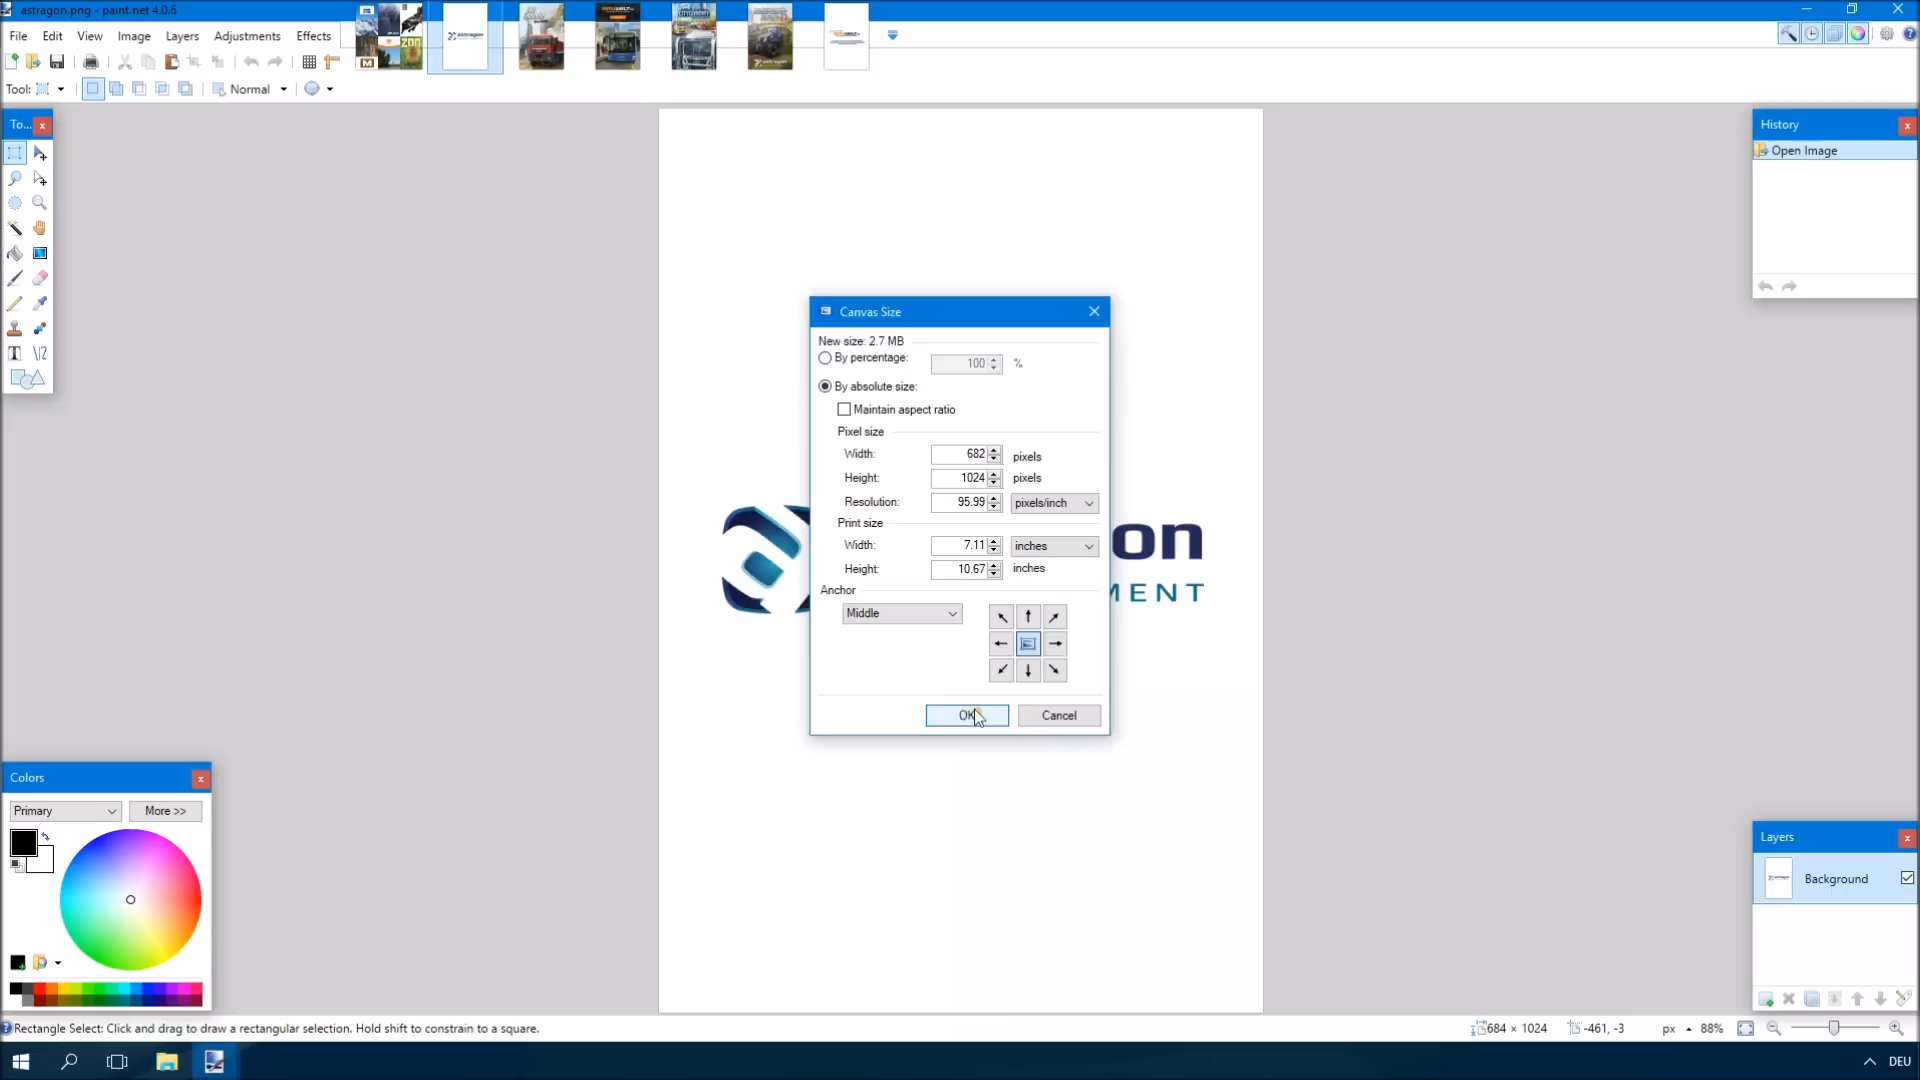 astragon.png - paint.net 4.0.6
File Edit View Image Layers Adjustments Effects
Tool: Normal
To...
History
Open Image
Canvas Size
New size: 2.7 MB
By percentage: 100 %
By absolute size:
Maintain aspect ratio
Pixel size
Width: 682 pixels
Height: 1024 pixels
Resolution: 95.99 pixels/inch
Print size
Width: 7.11 inches
Height: 10.67 inches
Anchor
Middle
OK Cancel
on
MENT
Colors
Primary More >>
Layers
Background
Rectangle Select: Click and drag to draw a rectangular selection. Hold shift to constrain to a square.
684 × 1024 -461, -3 px 88%
DEU